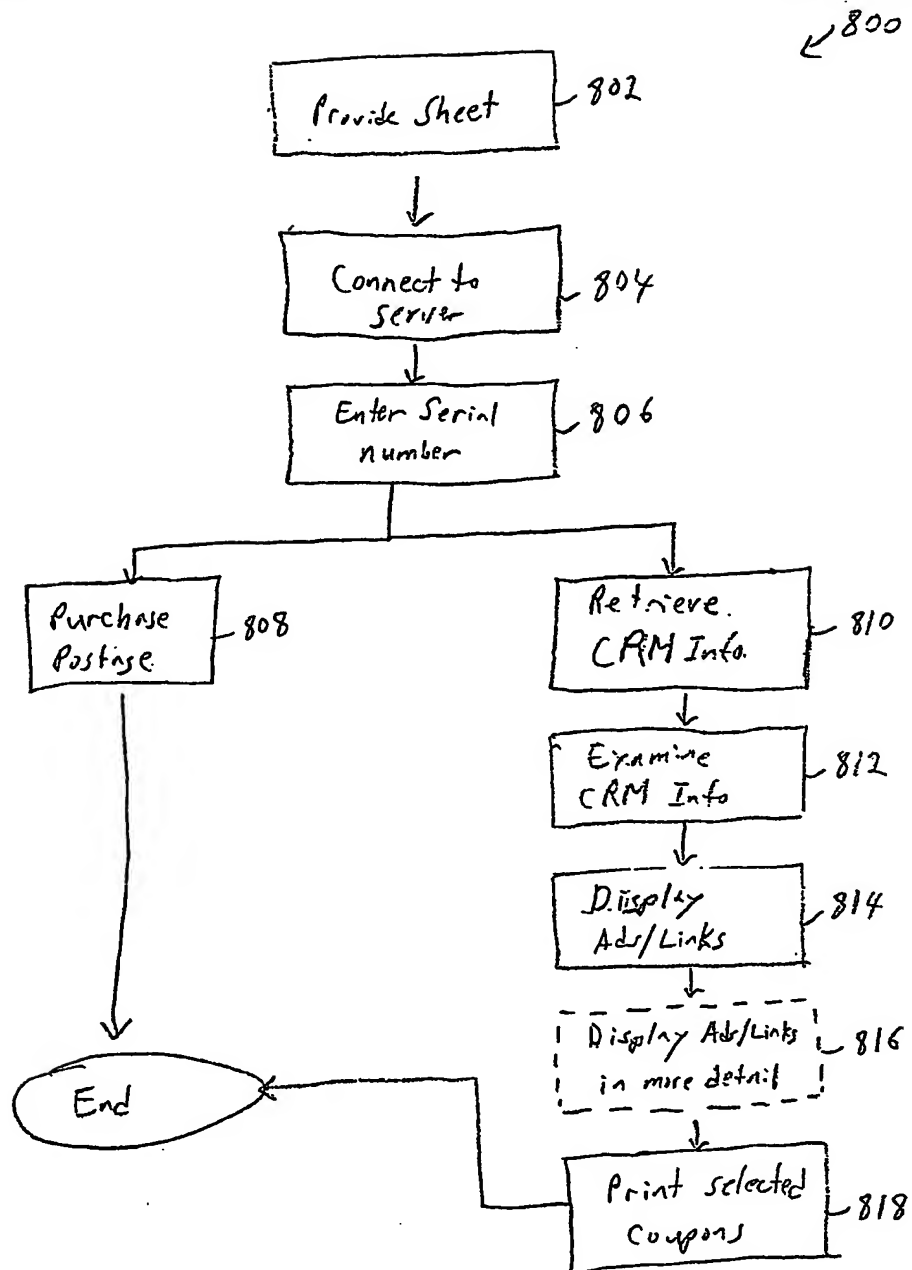 800
Provide Sheet
802
Connect to
server
804
Enter Serial
number
806
Purchase
Postage
808
Retrieve
CRM Info.
810
Examine
CRM Info
812
Display
Ads/Links
814
Display Ads/Links
in more detail
816
Print selected
Coupons
818
End